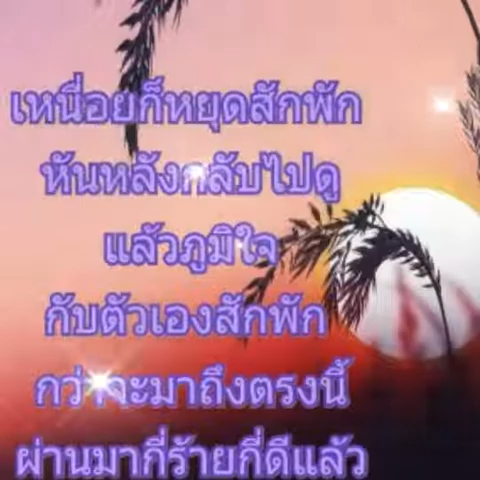 เหนื่อยก็หยุดสักพัก
หันหลังกลับไปดู
แล้วภูมิใจ
กับตัวเองสักพัก
กว่าจะมาถึงตรงนี้
ผ่านมากี่ร้ายกี่ดีแล้ว